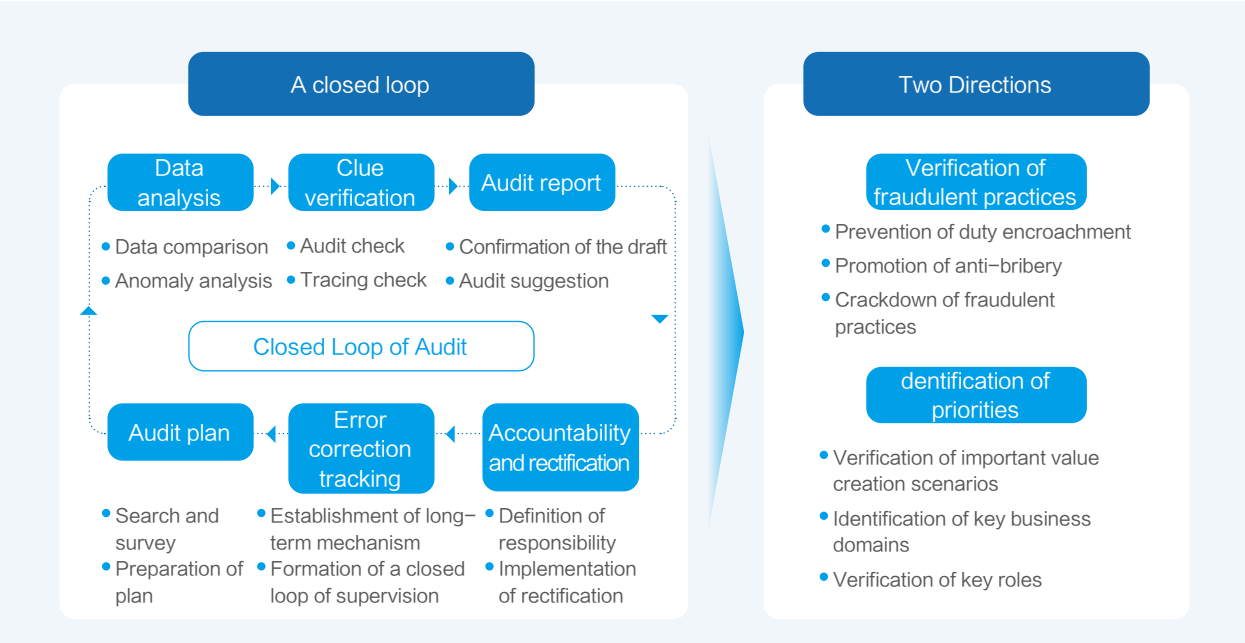 A closed loop
Data
analysis
Clue
verification
Audit report
• Data comparison
• Anomaly analysis
• Audit check
• Tracing check
• Confirmation of the draft
• Audit suggestion
Closed Loop of Audit
Audit plan
Error
correction
tracking
Accountability
and rectification
• Search and
survey
• Preparation of
plan
• Establishment of long-
term mechanism
• Formation of a closed
loop of supervision
• Definition of
responsibility
• Implementation
of rectification
Two Directions
Verification of
fraudulent practices
• Prevention of duty encroachment
• Promotion of anti-bribery
• Crackdown of fraudulent
practices
dentification of
priorities
• Verification of important value
creation scenarios
• Identification of key business
domains
• Verification of key roles